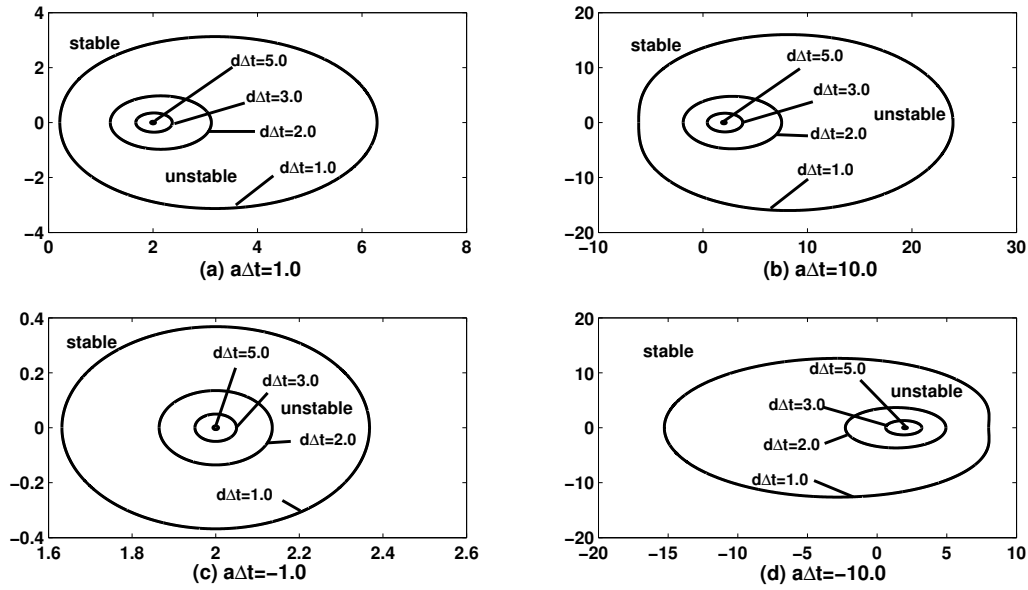 4
stable
2
dΔt=5.0
dΔt=3.0
0
dΔt=2.0
unstable
dΔt=1.0
−2
−4
0
2
4
6
8
(a) aΔt=1.0
20
stable
10
dΔt=5.0
dΔt=3.0
unstable
0
dΔt=2.0
dΔt=1.0
−10
−20
−10
0
10
20
30
(b) aΔt=10.0
0.4
stable
0.2
dΔt=5.0
dΔt=3.0
unstable
0
dΔt=2.0
−0.2
dΔt=1.0
−0.4
1.6
1.8
2
2.2
2.4
2.6
(c) aΔt=−1.0
20
stable
10
dΔt=5.0
unstable
dΔt=3.0
0
dΔt=2.0
dΔt=1.0
−10
−20
−20
−15
−10
−5
0
5
10
(d) aΔt=−10.0